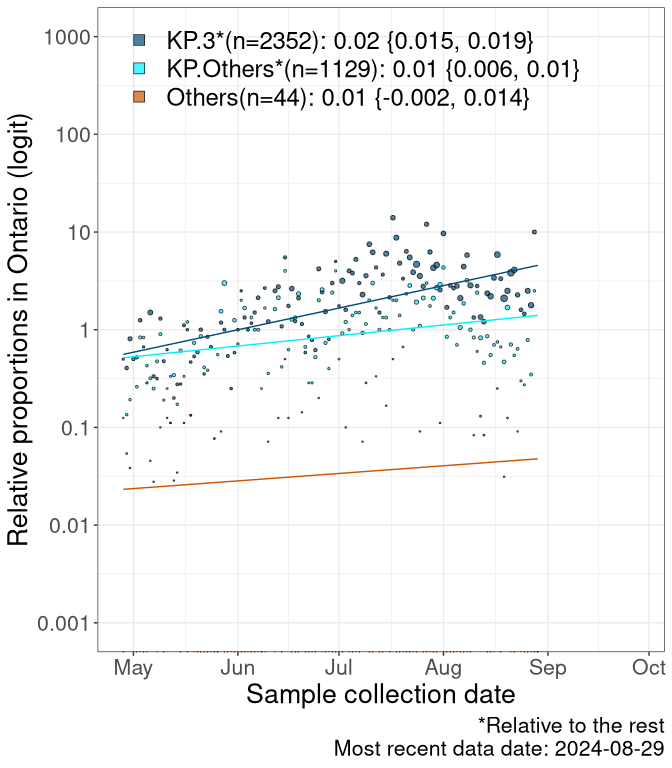 KP.3*(n=2352): 0.02 {0.015, 0.019}
KP.Others*(n=1129): 0.01 {0.006, 0.01}
Others(n=44): 0.01 {-0.002, 0.014}
Relative proportions in Ontario (logit)
1000
100
10
1
0.1
0.01
0.001
May Jun Jul Aug Sep Oct
Sample collection date
*Relative to the rest
Most recent data date: 2024-08-29